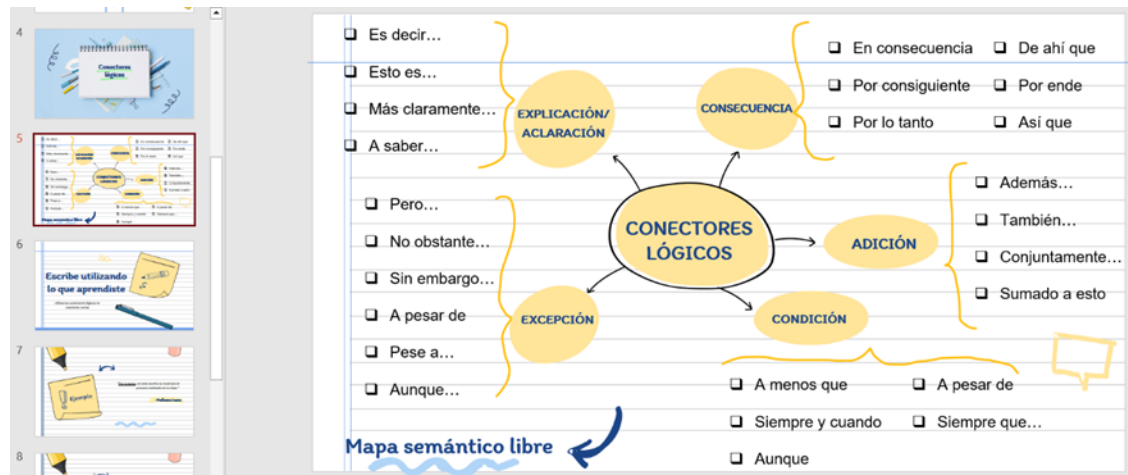 4
Conectores
lógicos
5
6
Escribe utilizando
lo que aprendiste
7
Ejemplo
8
Es decir…
Esto es…
Más claramente…
A saber…
EXPLICACIÓN/
ACLARACIÓN
CONSECUENCIA
En consecuencia De ahí que
Por consiguiente Por ende
Por lo tanto Así que
Pero…
No obstante…
Sin embargo…
A pesar de
Pese a…
Aunque…
EXCEPCIÓN
CONECTORES
LÓGICOS
ADICIÓN
Además…
También…
Conjuntamente…
Sumado a esto
CONDICIÓN
A menos que A pesar de
Siempre y cuando Siempre que…
Aunque
Mapa semántico libre